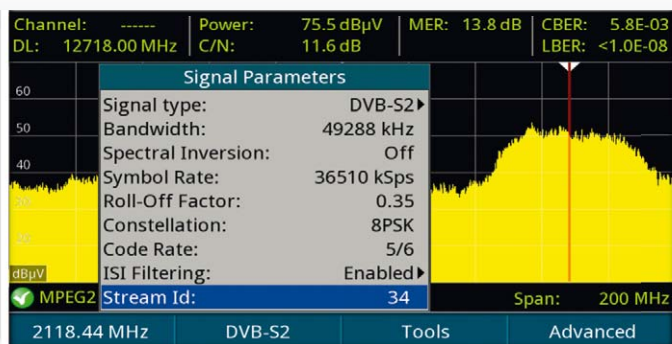 Channel: ------ Power: 75.5 dBµV MER: 13.8 dB CBER: 5.8E-03
DL: 12718.00 MHz C/N: 11.6 dB LBER: <1.0E-08
Signal Parameters
60
Signal type: DVB-S2
50
Bandwidth: 49288 kHz
Spectral Inversion: Off
40
Symbol Rate: 36510 kSps
Roll-Off Factor: 0.35
Constellation: 8PSK
Code Rate: 5/6
dBµV
ISI Filtering: Enabled
MPEG2 Stream Id: 34 Span: 200 MHz
2118.44 MHz DVB-S2 Tools Advanced